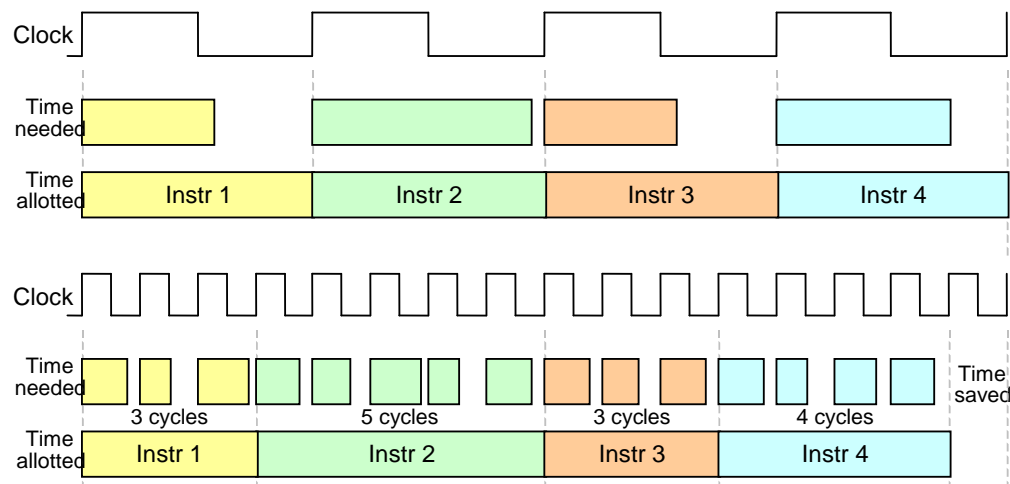 Clock
Time
needed
Time
allotted
Instr 1
Instr 2
Instr 3
Instr 4
Clock
Time
needed
3 cycles
5 cycles
3 cycles
4 cycles
Time
saved
Time
allotted
Instr 1
Instr 2
Instr 3
Instr 4